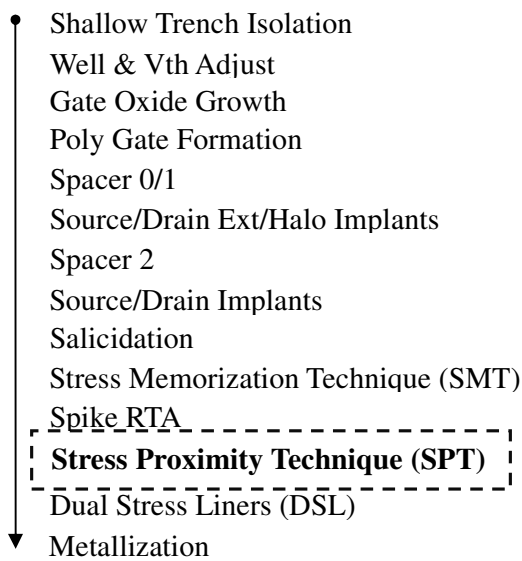 Shallow Trench Isolation
Well & Vth Adjust
Gate Oxide Growth
Poly Gate Formation
Spacer 0/1
Source/Drain Ext/Halo Implants
Spacer 2
Source/Drain Implants
Salicidation
Stress Memorization Technique (SMT)
Spike RTA
Stress Proximity Technique (SPT)
Dual Stress Liners (DSL)
Metallization